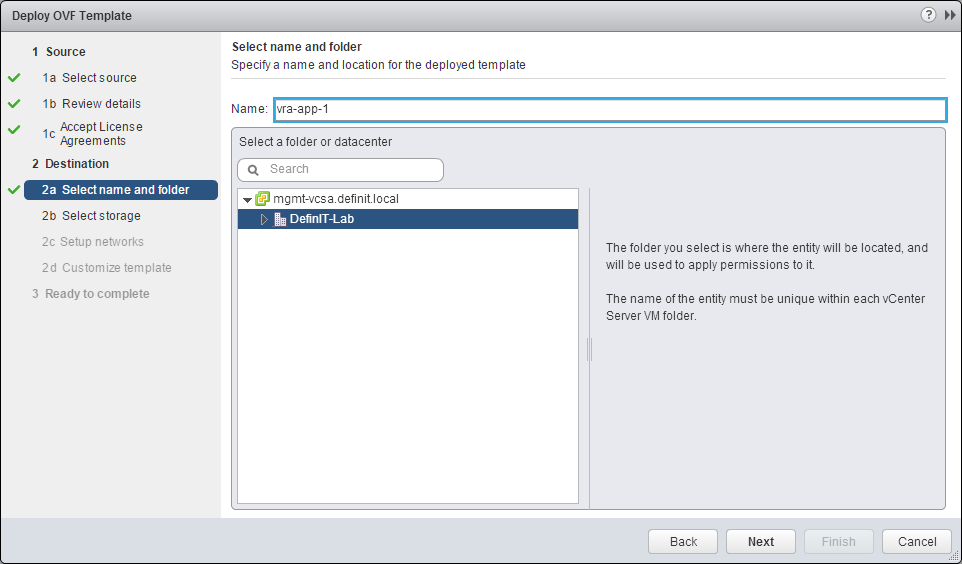 Deploy OVF Template
?
1 Source
1a Select source
1b Review details
1c Accept License
Agreements
2 Destination
2a Select name and folder
2b Select storage
2c Setup networks
2d Customize template
3 Ready to complete
Select name and folder
Specify a name and location for the deployed template
Name: vra-app-1
Select a folder or datacenter
Search
mgmt-vcsa.definit.local
DefinIT-Lab
The folder you select is where the entity will be located, and
will be used to apply permissions to it.
The name of the entity must be unique within each vCenter
Server VM folder.
Back Next Finish Cancel